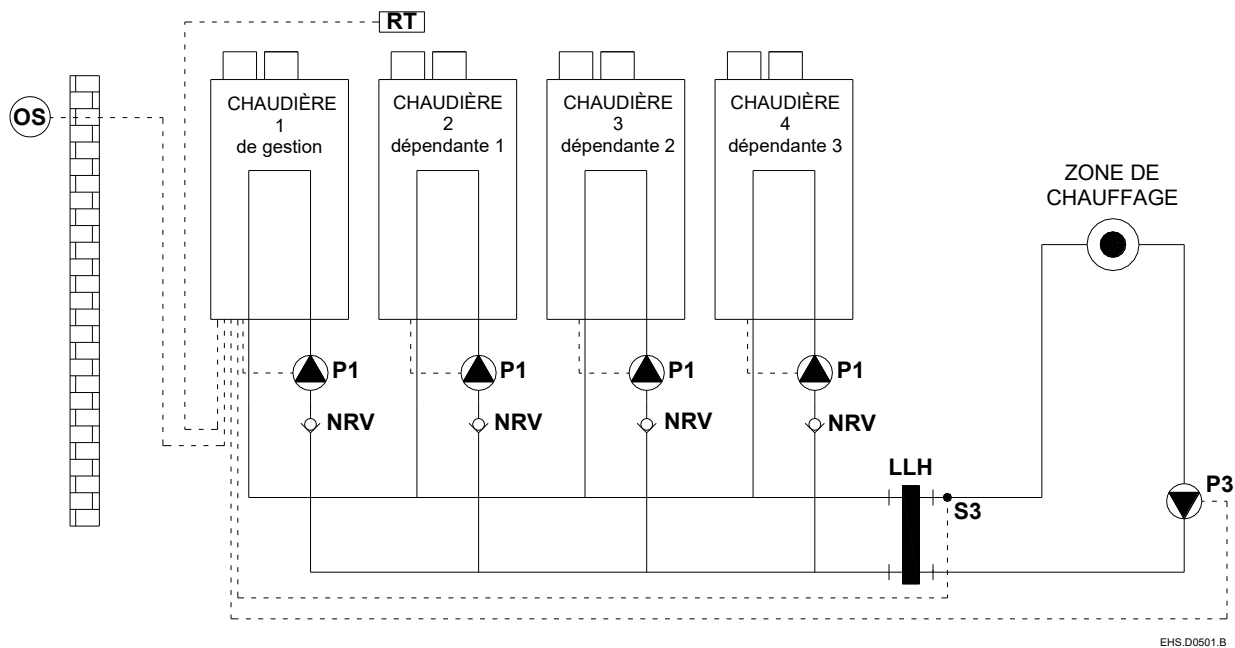 RT
OS
CHAUDIÈRE
1
de gestion
CHAUDIÈRE
2
dépendante 1
CHAUDIÈRE
3
dépendante 2
CHAUDIÈRE
4
dépendante 3
ZONE DE
CHAUFFAGE
P1
P1
P1
P1
NRV
NRV
NRV
NRV
LLH
S3
P3
EHS.D0501.B